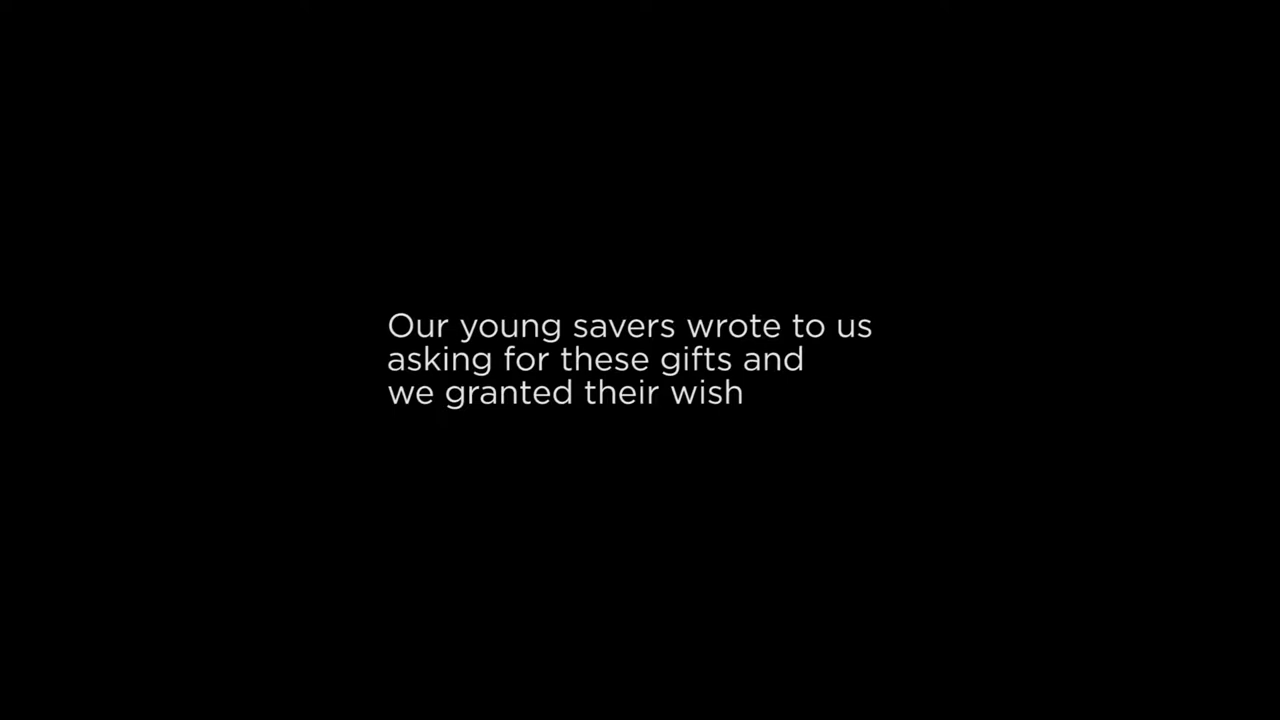 Our young savers wrote to us
asking for these gifts and
we granted their wish